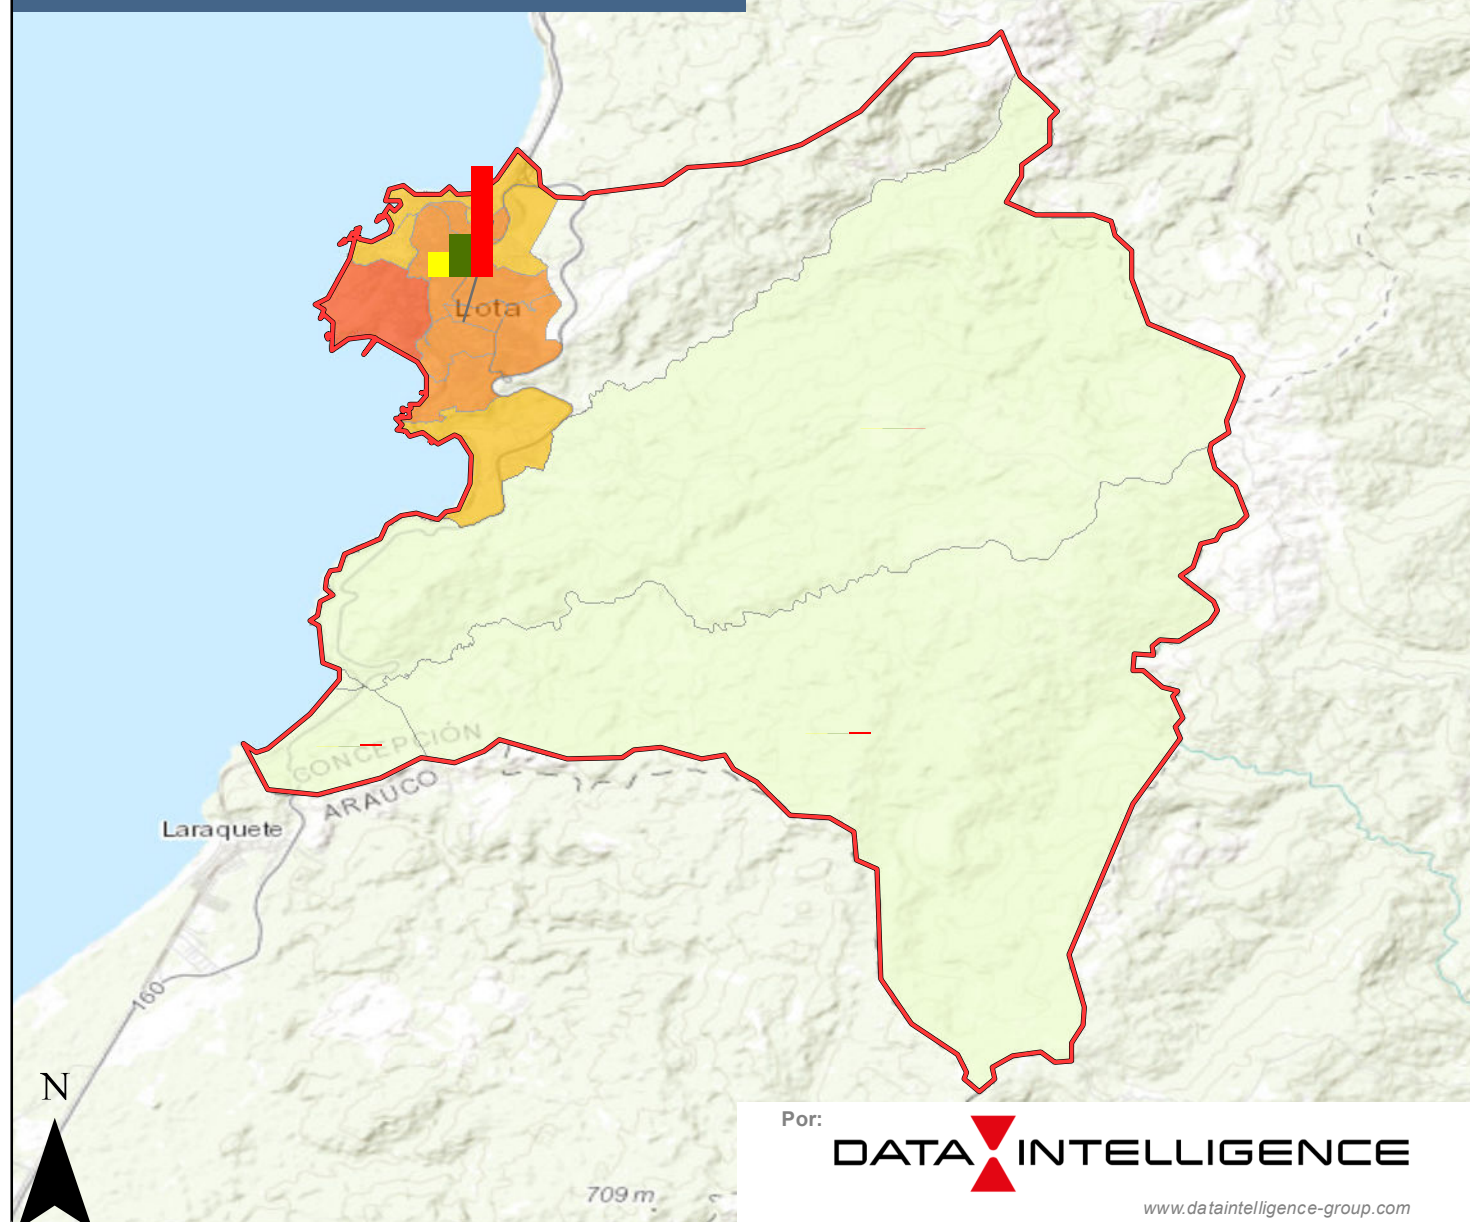 Lota
CONCEPCIÓN
ARAUCO
Laraquete
160
N
709 m
Por:
DATA INTELLIGENCE
www.dataintelligence-group.com